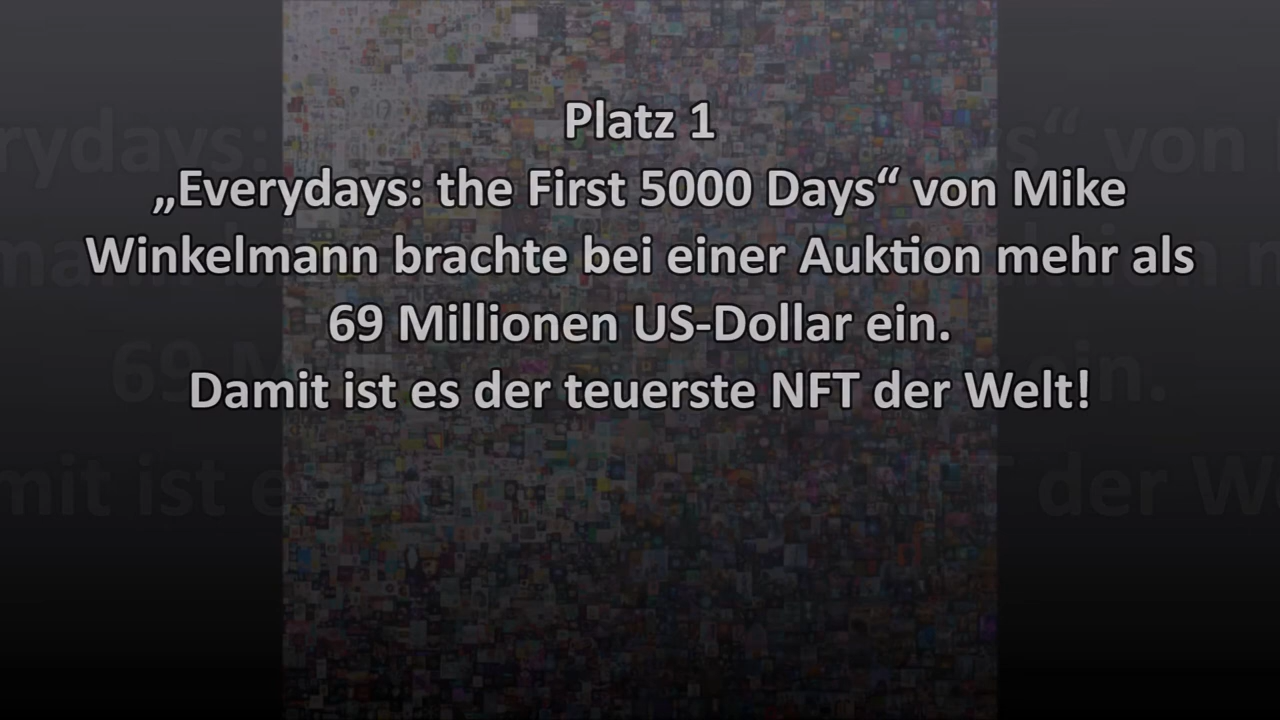 Platz 1
„Everydays: the First 5000 Days“ von Mike
Winkelmann brachte bei einer Auktion mehr als
69 Millionen US-Dollar ein.
Damit ist es der teuerste NFT der Welt!